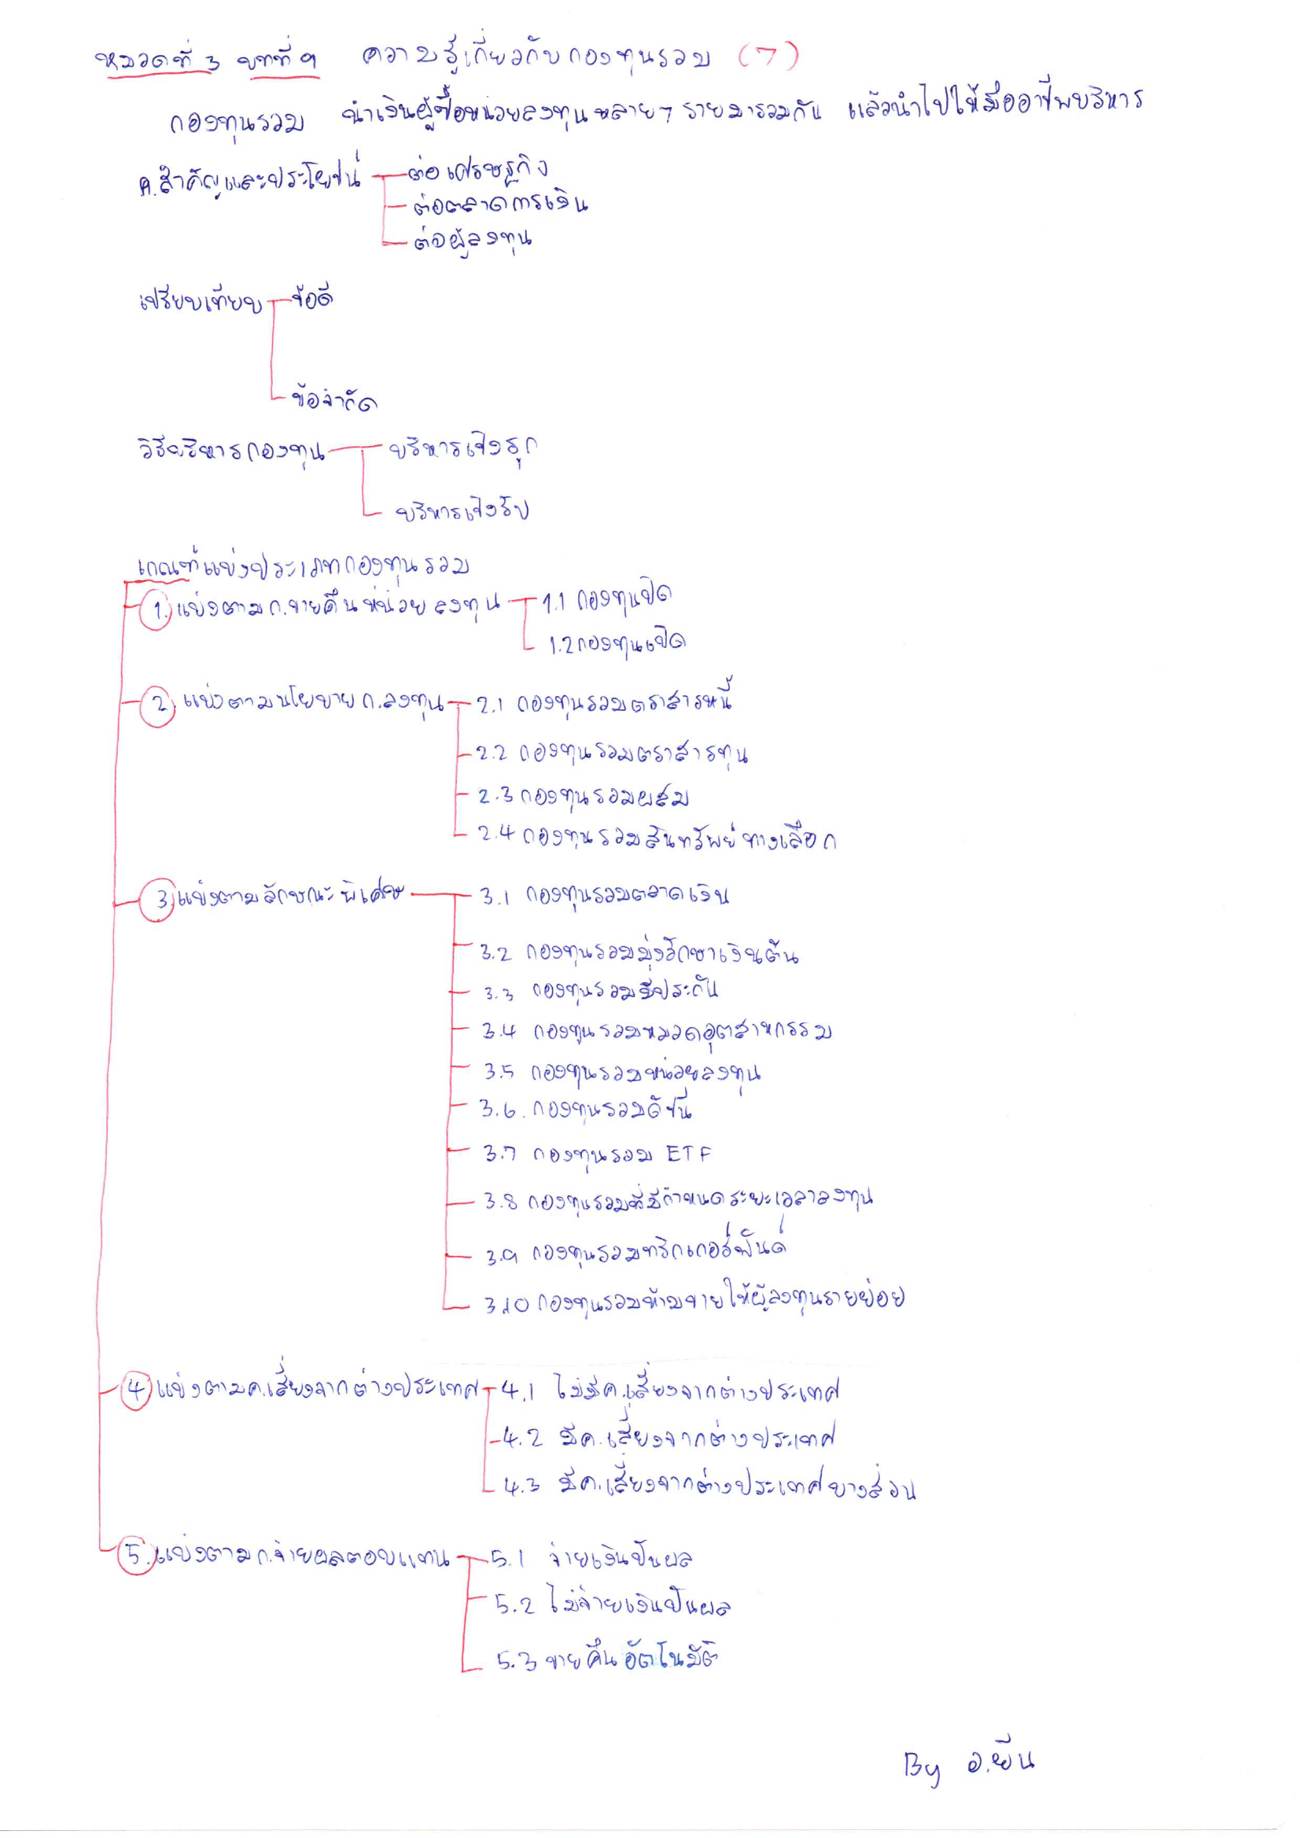 หมวดที่ 3 บทที่ 9 ความรู้เกี่ยวกับกองทุนรวม (7)
กองทุนรวม นำเงินผู้ซื้อหน่วยลงทุนหลายๆ รายมารวมกัน แล้วนำไปให้มืออาชีพบริหาร
ค.สำคัญและประโยชน์ ต่อเศรษฐกิจ
ต่อตลาดการเงิน
ต่อผู้ลงทุน
เปรียบเทียบ ข้อดี
ข้อจำกัด
วิธีบริหารกองทุน บริหารเชิงรุก
บริหารเชิงรับ
เกณฑ์แบ่งประเภทกองทุนรวม
1. แบ่งตามก.ขายคืนหน่วยลงทุน 1.1 กองทุนปิด
1.2 กองทุนเปิด
2. แบ่งตามนโยบายก.ลงทุน 2.1 กองทุนรวมตราสารหนี้
2.2 กองทุนรวมตราสารทุน
2.3 กองทุนรวมผสม
2.4 กองทุนรวมสินทรัพย์ทางเลือก
3. แบ่งตามลักษณะพิเศษ 3.1 กองทุนรวมตลาดเงิน
3.2 กองทุนรวมมุ่งรักษาเงินต้น
3.3 กองทุนรวมมีประกัน
3.4 กองทุนรวมหมวดอุตสาหกรรม
3.5 กองทุนรวมหน่วยลงทุน
3.6. กองทุนรวมดัชนี
3.7 กองทุนรวม ETF
3.8 กองทุนรวมที่มีกำหนดระยะเวลาลงทุน
3.9 กองทุนรวมทริกเกอร์ฟันด์
3.10 กองทุนรวมห้ามขายให้ผู้ลงทุนรายย่อย
4. แบ่งตามค.เสี่ยงจากต่างประเทศ 4.1 ไม่มีค.เสี่ยงจากต่างประเทศ
4.2 มีค.เสี่ยงจากต่างประเทศ
4.3 มีค.เสี่ยงจากต่างประเทศบางส่วน
5. แบ่งตามก.จ่ายผลตอบแทน 5.1 จ่ายเงินปันผล
5.2 ไม่จ่ายเงินปันผล
5.3 ขายคืนอัตโนมัติ
By อ.